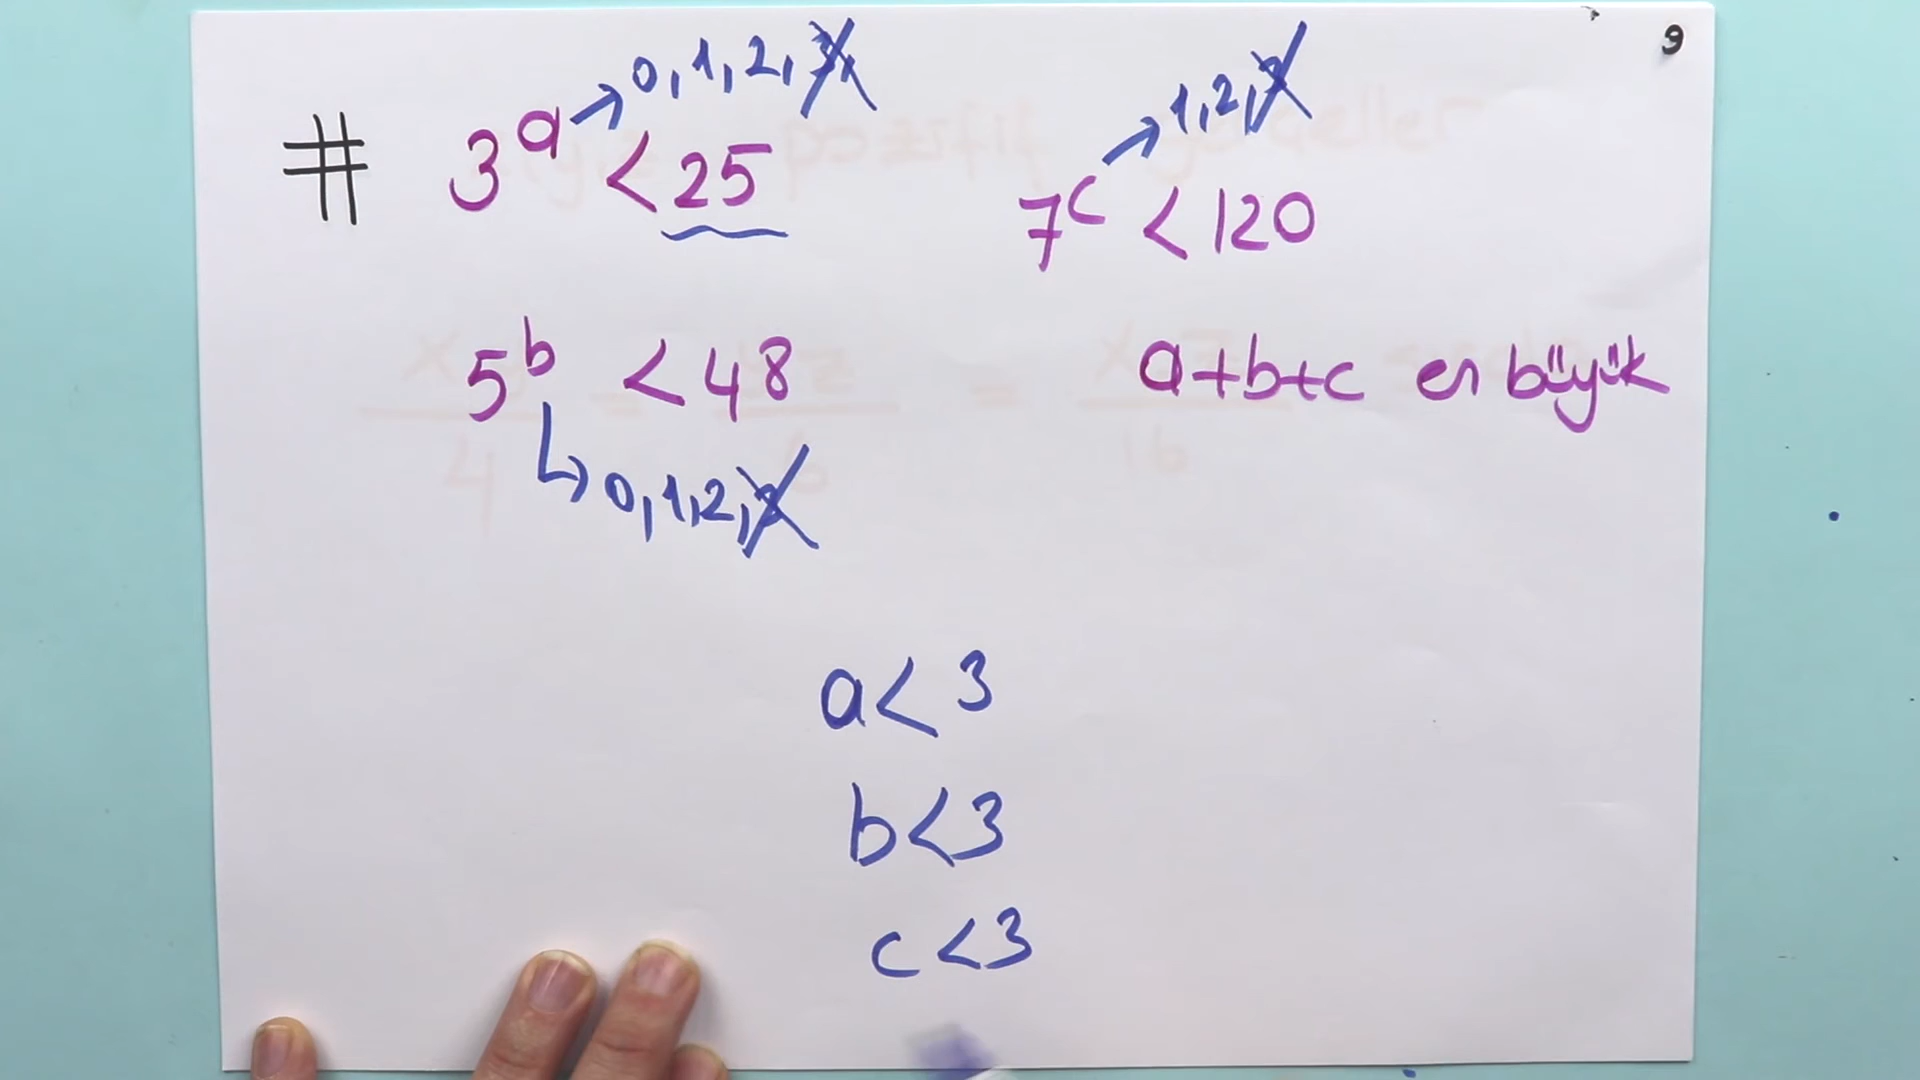 9
0, 1, 2, 3,
# 3^a < 25
1, 2, 3
7^c < 120
5^b < 48
0, 1, 2, 3
a+b+c en büyük
a < 3
b < 3
c < 3